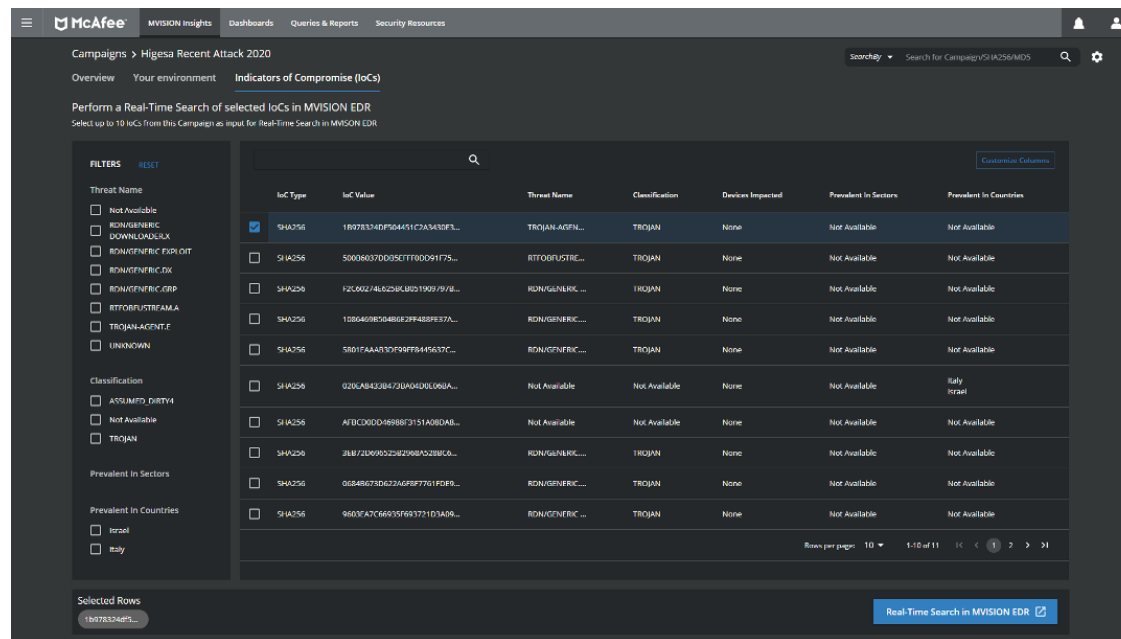 McAfee MVISION Insights Dashboards Queries & Reports Security Resources
Campaigns > Higesa Recent Attack 2020
SearchBy Search for Campaign/SHA256/MD5
Overview Your environment Indicators of Compromise (IoCs)
Perform a Real-Time Search of selected IoCs in MVISION EDR
Select up to 10 IoCs from this Campaign as input for Real-Time Search in MVISON EDR
FILTERS RESET
Threat Name
Not Available
RDN/GENERIC
DOWNLOADER.X
RDN/GENERIC EXPLOIT
RDN/GENERIC.DX
RDN/GENERIC.GRP
RTFOBFUSTREAM.A
TROJAN-AGENT.E
UNKNOWN
Classification
ASSUMED_DIRTY4
Not Available
TROJAN
Prevalent In Sectors
Prevalent In Countries
Israel
Italy
Customize Columns
IoC Type IoC Value Threat Name Classification Devices Impacted Prevalent In Sectors Prevalent In Countries
SHA256 TROJAN-AGEN... TROJAN None Not Available Not Available
SHA256 RTFOBFUSTRE... TROJAN None Not Available Not Available
SHA256 RDN/GENERIC ... TROJAN None Not Available Not Available
SHA256 RDN/GENERIC.... TROJAN None Not Available Not Available
SHA256 RDN/GENERIC.... TROJAN None Not Available Not Available
SHA256 Not Available Not Available None Not Available Italy
Israel
SHA256 Not Available Not Available None Not Available Not Available
SHA256 RDN/GENERIC.... TROJAN None Not Available Not Available
SHA256 RDN/GENERIC.... TROJAN None Not Available Not Available
SHA256 RDN/GENERIC ... TROJAN None Not Available Not Available
Rows per page: 10 1-10 of 11 1 2
Selected Rows
1b978324df5...
Real-Time Search in MVISION EDR